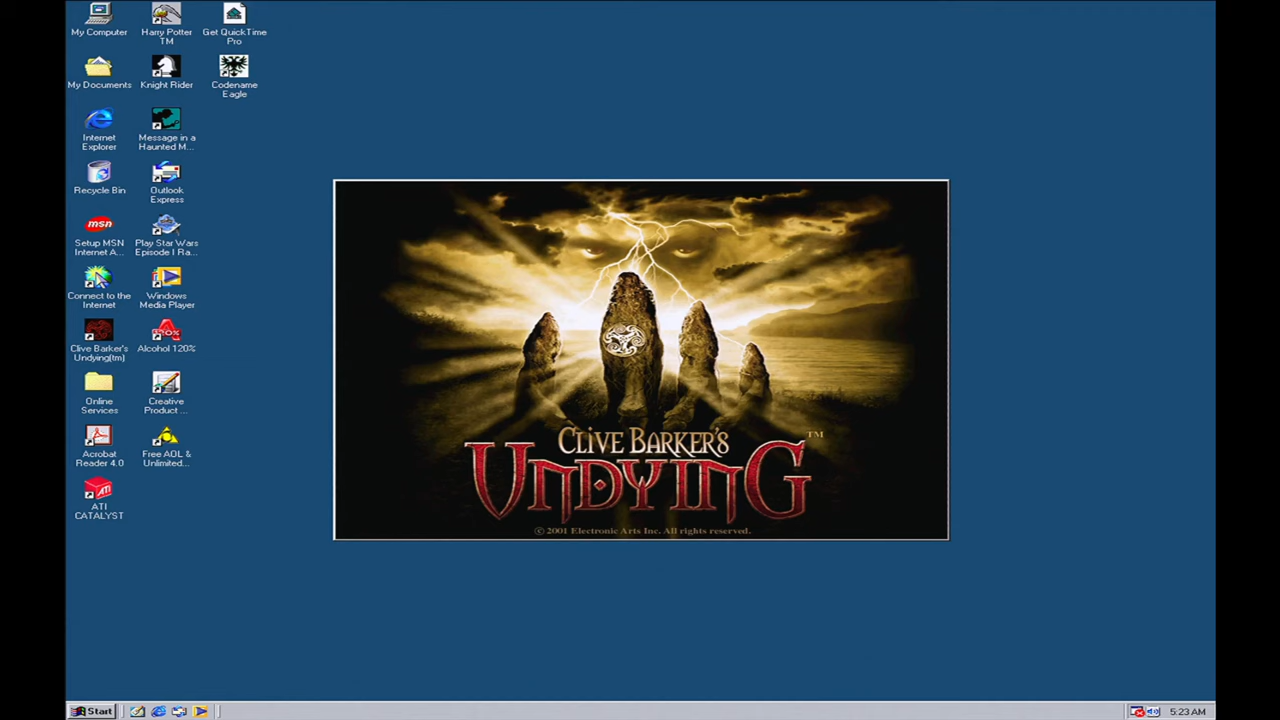 My Computer
Harry Potter
TM
Get QuickTime
Pro
My Documents
Knight Rider
Codename
Eagle
Internet
Explorer
Message in a
Haunted M...
Recycle Bin
Outlook
Express
msn
Setup MSN
Internet A...
Play Star Wars
Episode I Ra...
Connect to the
Internet
Windows
Media Player
Clive Barker's
Undying(tm)
Alcohol 120%
Online
Services
Creative
Product ...
Acrobat
Reader 4.0
Free AOL &
Unlimited...
ATI
ATI
CATALYST
CLIVE BARKER'S
UNDYING TM
© 2001 Electronic Arts Inc. All rights reserved.
Start
5:23 AM